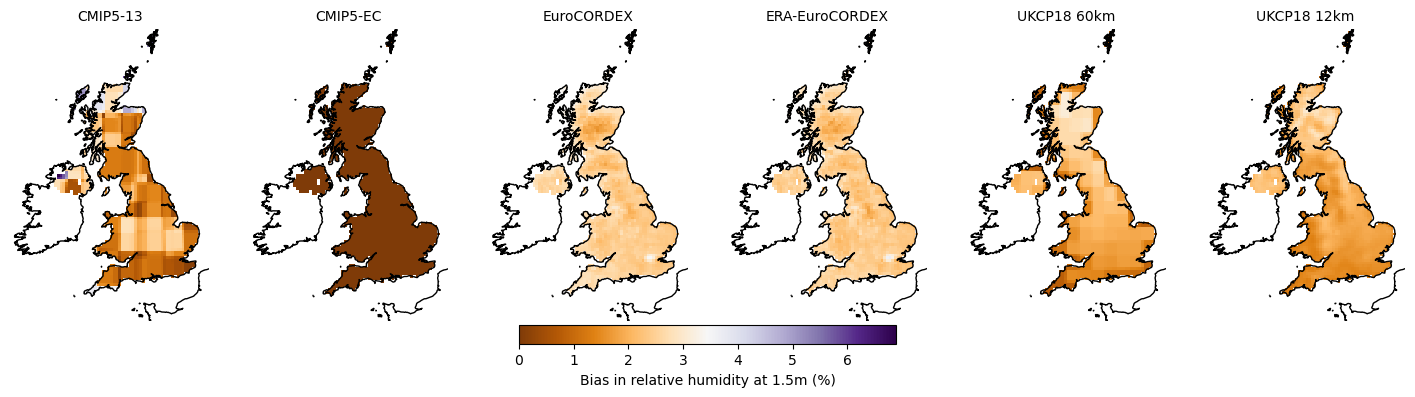 CMIP5-13 CMIP5-EC EuroCORDEX ERA-EuroCORDEX UKCP18 60km UKCP18 12km
0 1 2 3 4 5 6
Bias in relative humidity at 1.5m (%)